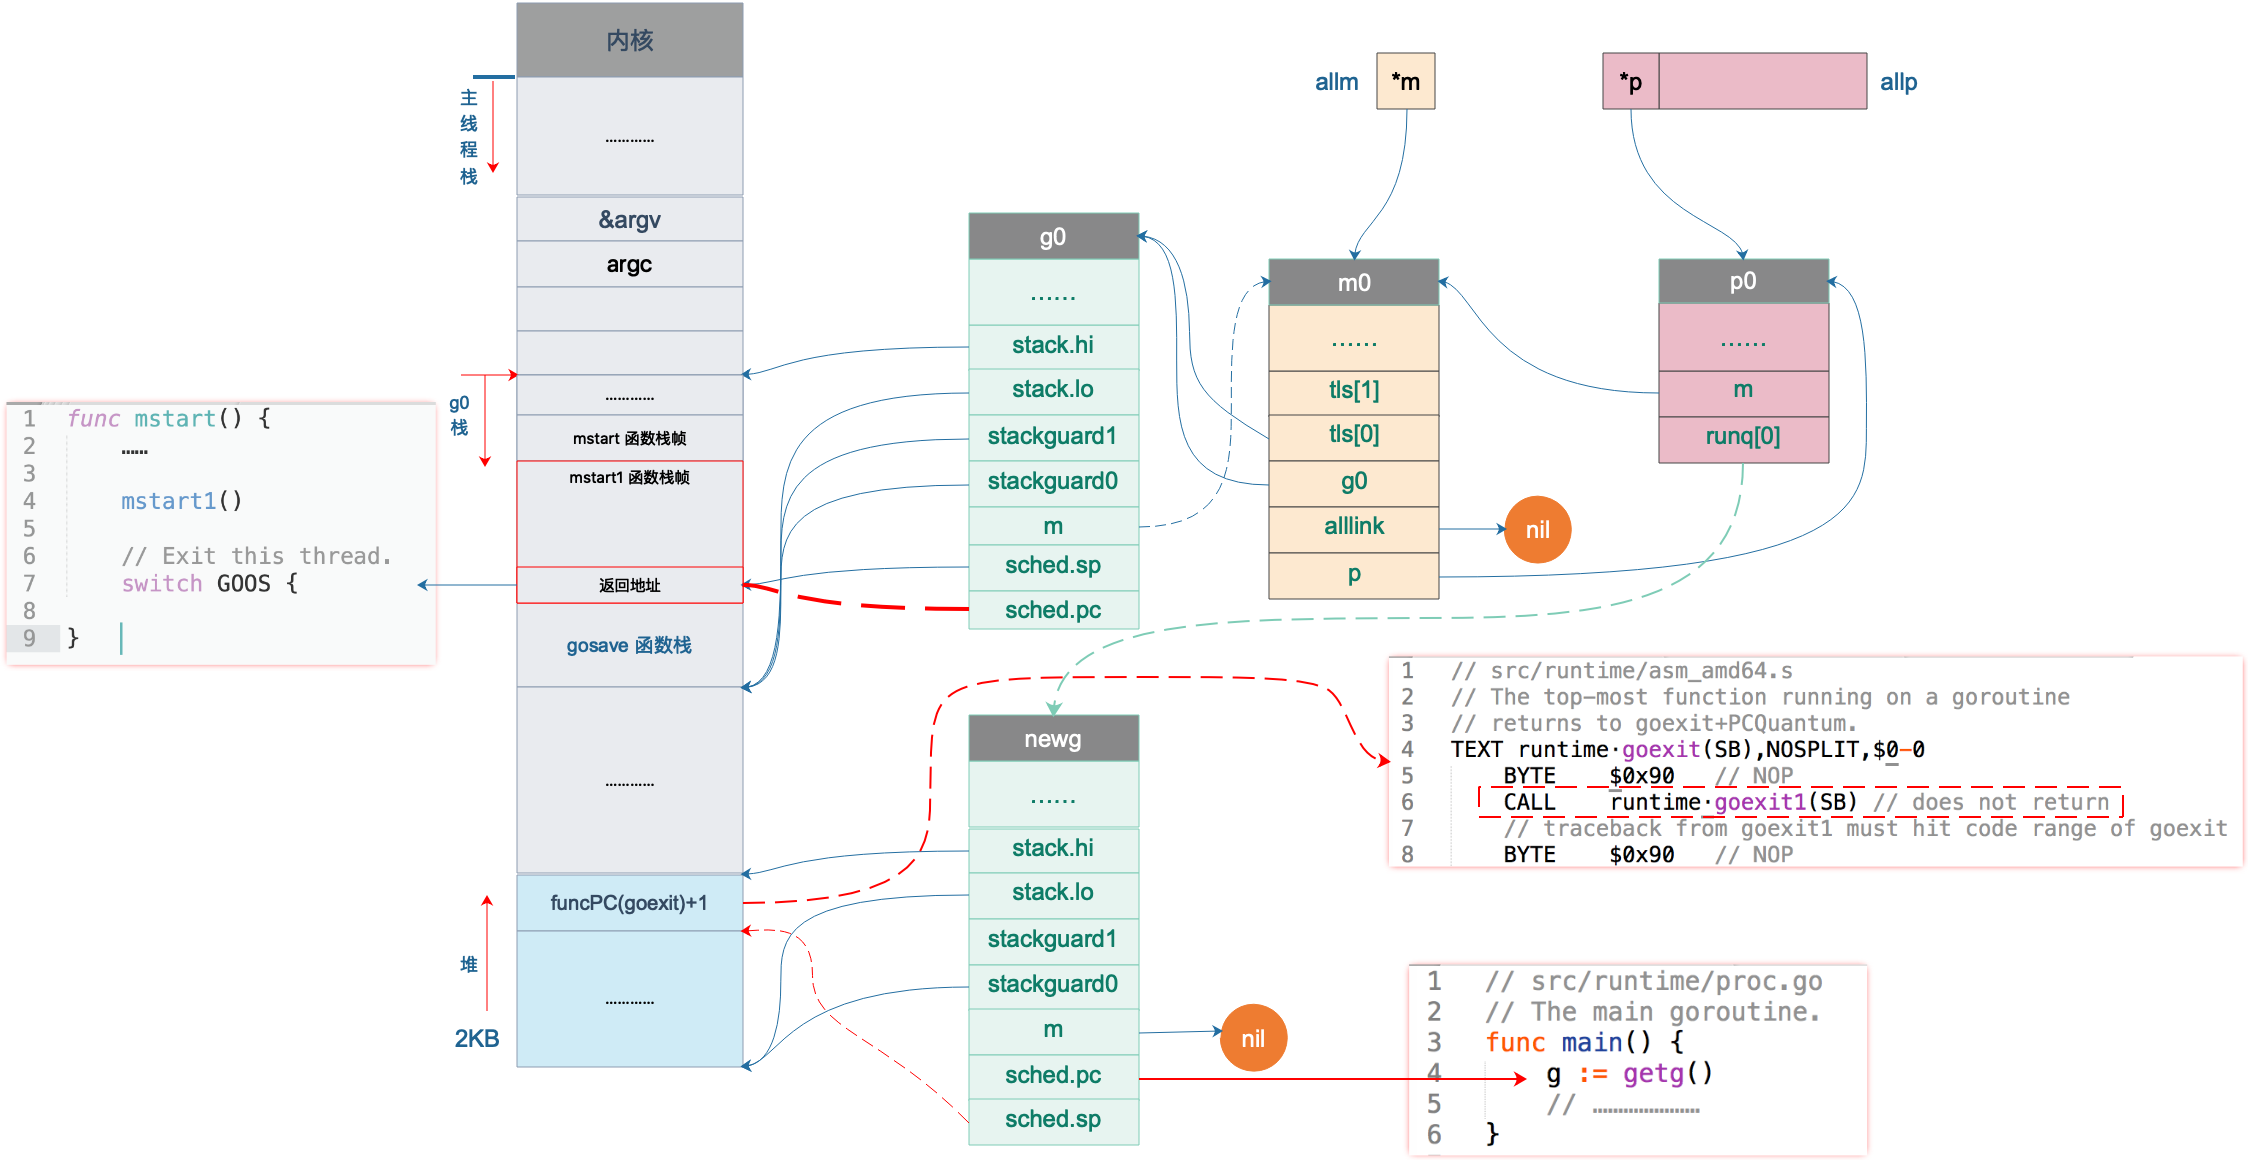 内核
主线程栈
…………
&argv
argc
g0栈
…………
mstart 函数栈帧
mstart1 函数栈帧
返回地址
gosave 函数栈
…………
funcPC(goexit)+1
堆
…………
2KB
1 func mstart() {
2 ……
3
4 mstart1()
5
6 // Exit this thread.
7 switch GOOS {
8
9 }
g0
……
stack.hi
stack.lo
stackguard1
stackguard0
m
sched.sp
sched.pc
allm
*m
m0
……
tls[1]
tls[0]
g0
alllink
p
nil
*p
allp
p0
……
m
runq[0]
newg
……
stack.hi
stack.lo
stackguard1
stackguard0
m
sched.pc
sched.sp
nil
1 // src/runtime/asm_amd64.s
2 // The top-most function running on a goroutine
3 // returns to goexit+PCQuantum.
4 TEXT runtime·goexit(SB),NOSPLIT,$0-0
5 BYTE $0x90 // NOP
6 CALL runtime·goexit1(SB) // does not return
7 // traceback from goexit1 must hit code range of goexit
8 BYTE $0x90 // NOP
1 // src/runtime/proc.go
2 // The main goroutine.
3 func main() {
4 g := getg()
5 // …………………
6 }